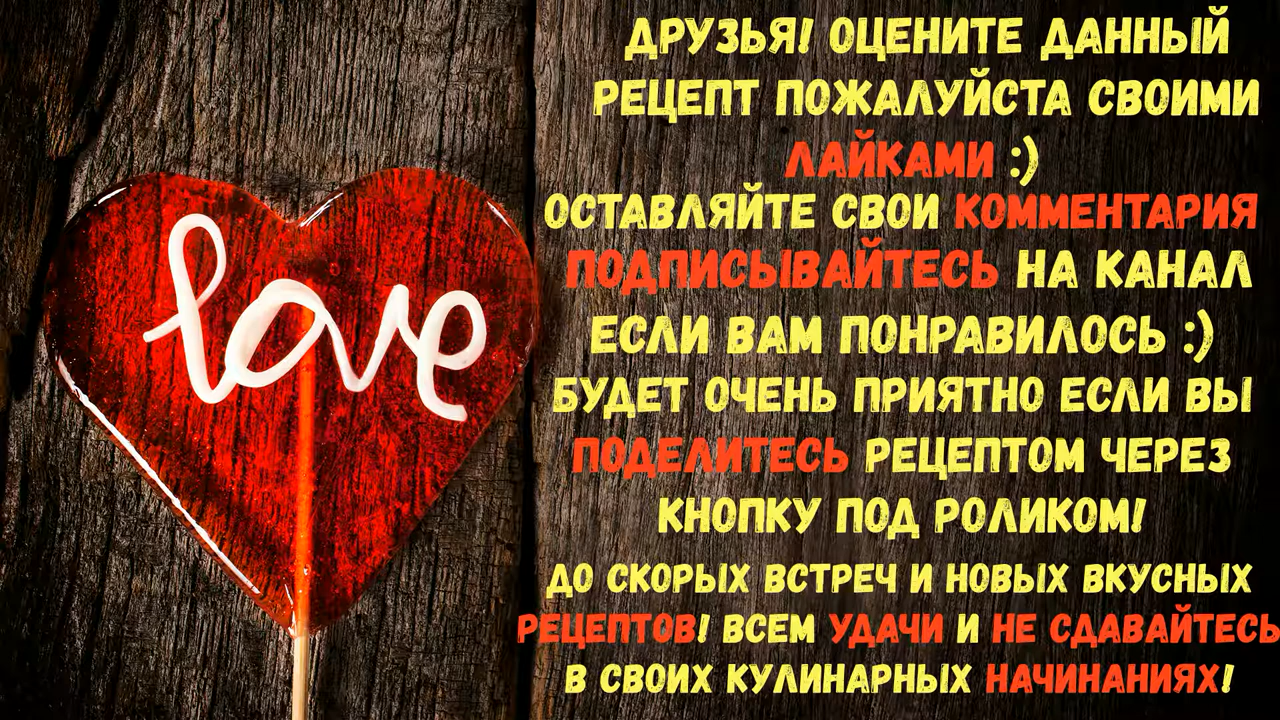 love
ДРУЗЬЯ! ОЦЕНИТЕ ДАННЫЙ
РЕЦЕПТ ПОЖАЛУЙСТА СВОИМИ
ЛАЙКАМИ :)
ОСТАВЛЯЙТЕ СВОИ КОММЕНТАРИЯ
ПОДПИСЫВАЙТЕСЬ НА КАНАЛ
ЕСЛИ ВАМ ПОНРАВИЛОСЬ :)
БУДЕТ ОЧЕНЬ ПРИЯТНО ЕСЛИ ВЫ
ПОДЕЛИТЕСЬ РЕЦЕПТОМ ЧЕРЕЗ
КНОПКУ ПОД РОЛИКОМ!
ДО СКОРЫХ ВСТРЕЧ И НОВЫХ ВКУСНЫХ
РЕЦЕПТОВ! ВСЕМ УДАЧИ И НЕ СДАВАЙТЕСЬ
В СВОИХ КУЛИНАРНЫХ НАЧИНАНИЯХ!